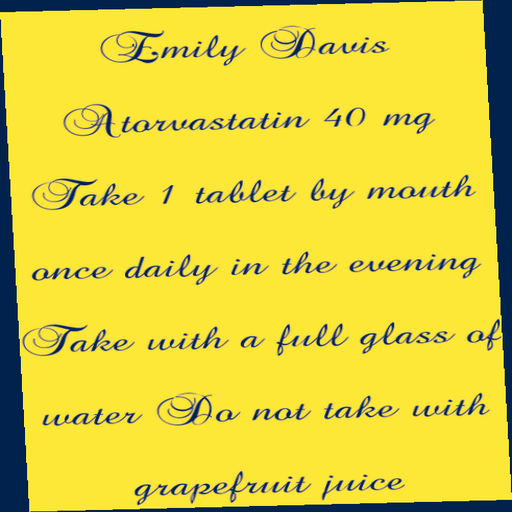 Emily Davis
Atorvastatin 40 mg
Take 1 tablet by mouth
once daily in the evening
Take with a full glass of
water Do not take with
grapefruit juice